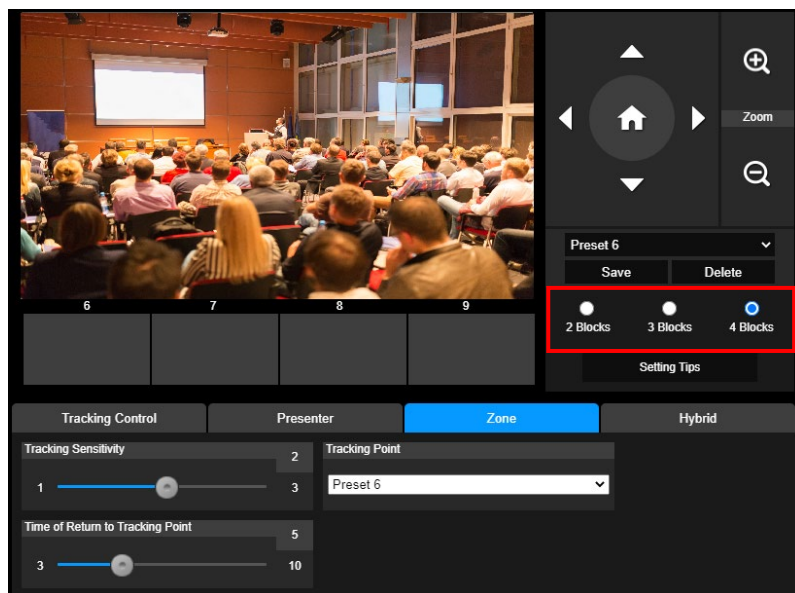 Zoom
Preset 6
Save Delete
6 7 8 9
2 Blocks 3 Blocks 4 Blocks
Setting Tips
Tracking Control Presenter Zone Hybrid
Tracking Sensitivity 2
1 3
Tracking Point
Preset 6
Time of Return to Tracking Point 5
3 10